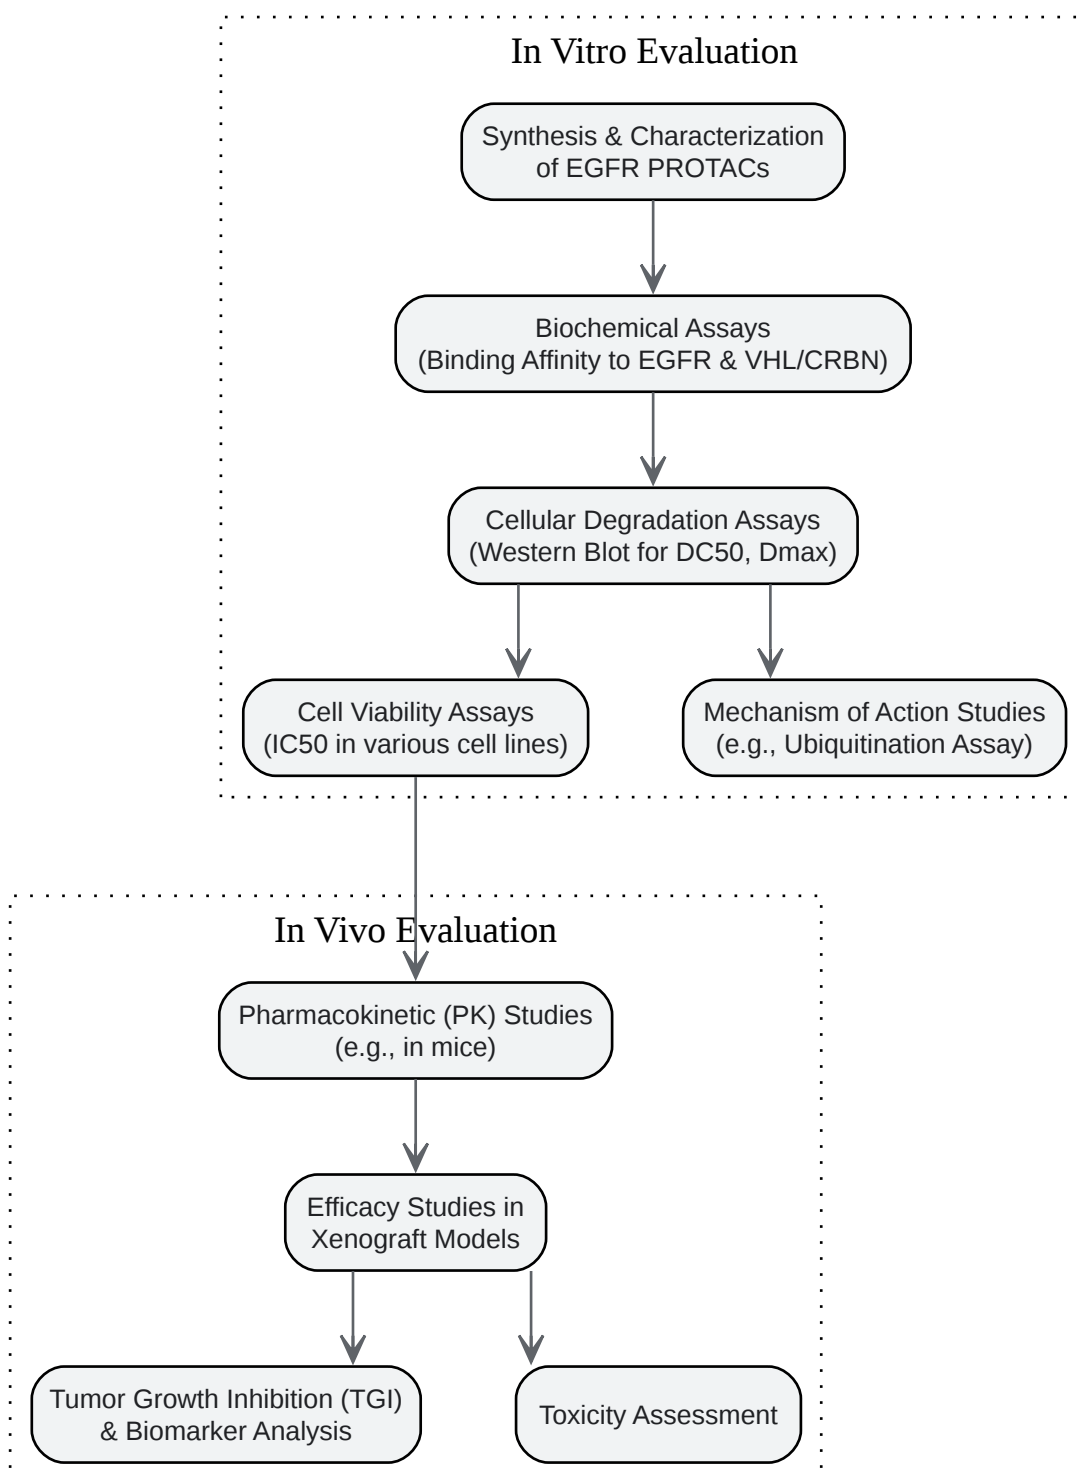 In Vitro Evaluation
Synthesis & Characterization
of EGFR PROTACs
Biochemical Assays
(Binding Affinity to EGFR & VHL/CRBN)
Cellular Degradation Assays
(Western Blot for DC50, Dmax)
Cell Viability Assays
(IC50 in various cell lines)
Mechanism of Action Studies
(e.g., Ubiquitination Assay)
In Vivo Evaluation
Pharmacokinetic (PK) Studies
(e.g., in mice)
Efficacy Studies in
Xenograft Models
Tumor Growth Inhibition (TGI)
& Biomarker Analysis
Toxicity Assessment